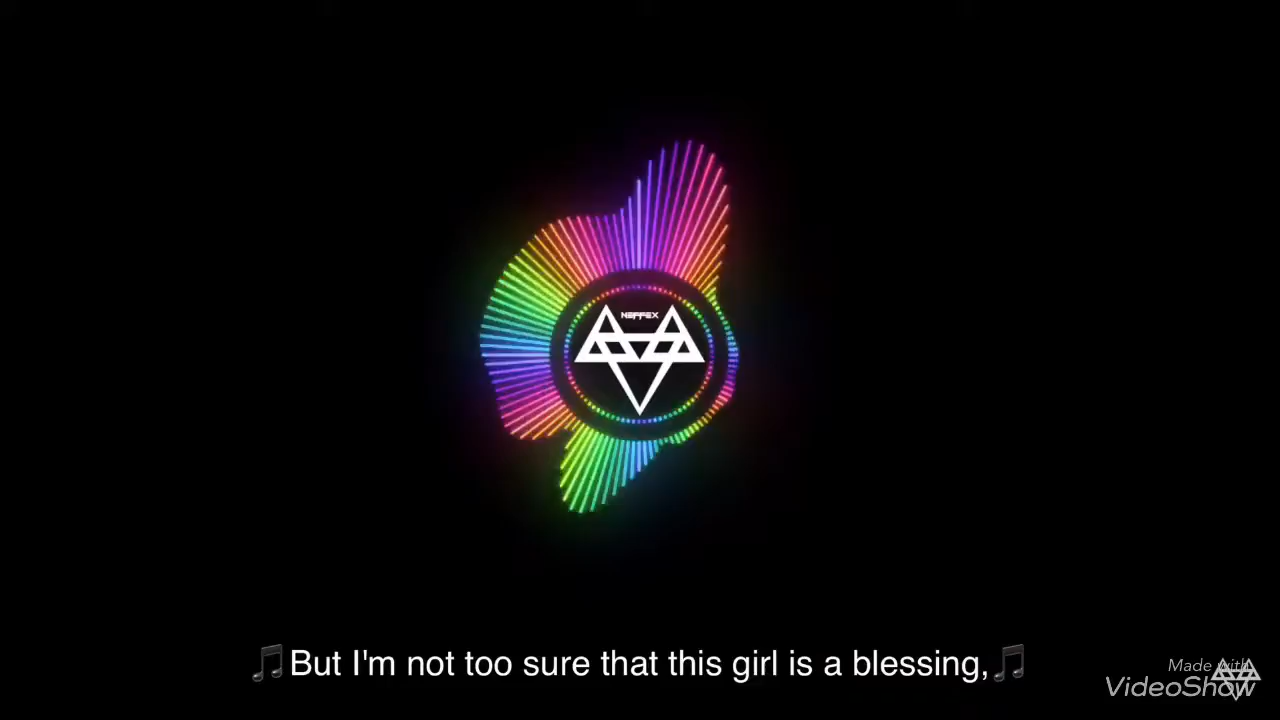 NEFFEX
🎵But I'm not too sure that this girl is a blessing,🎵
Made with
VideoShow